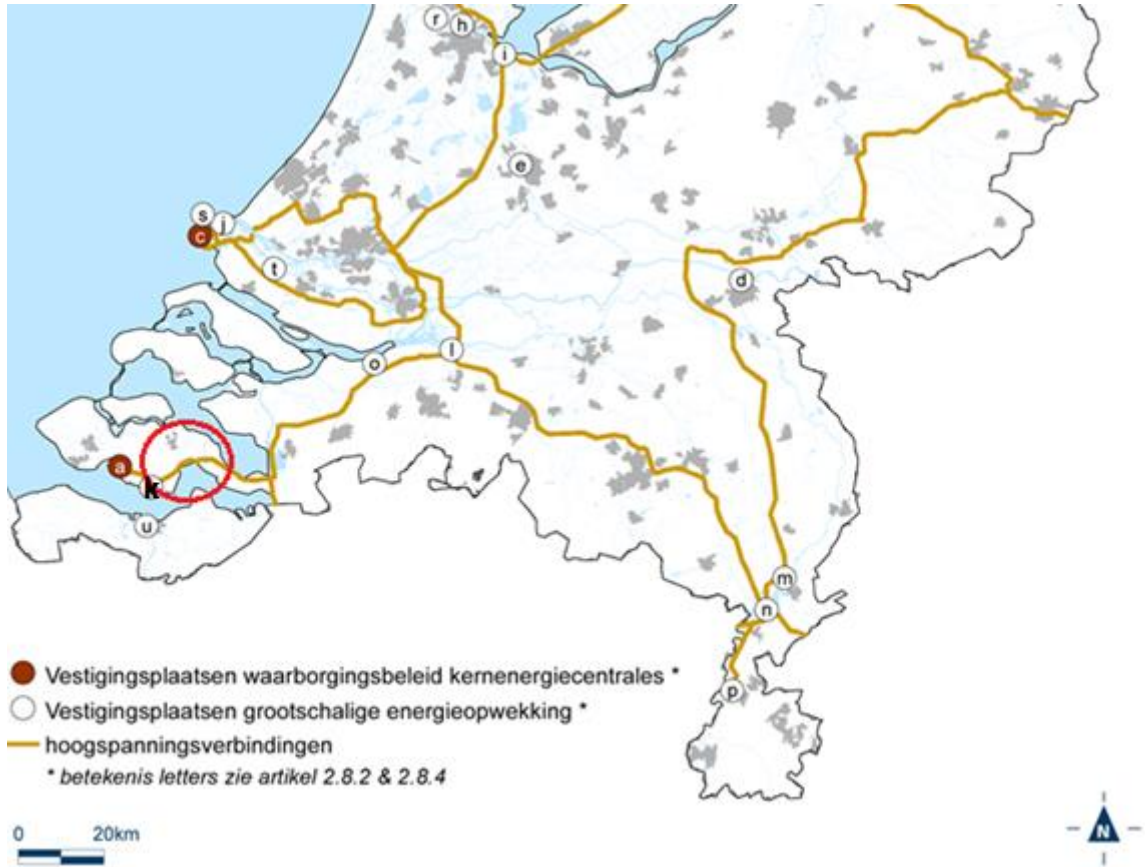 r
h
i
e
s
j
c
t
d
o
l
a
k
u
m
n
p
Vestigingsplaatsen waarborgingsbeleid kernenergiecentrales *
Vestigingsplaatsen grootschalige energieopwekking *
hoogspanningsverbindingen
* betekenis letters zie artikel 2.8.2 & 2.8.4
0 20km
N